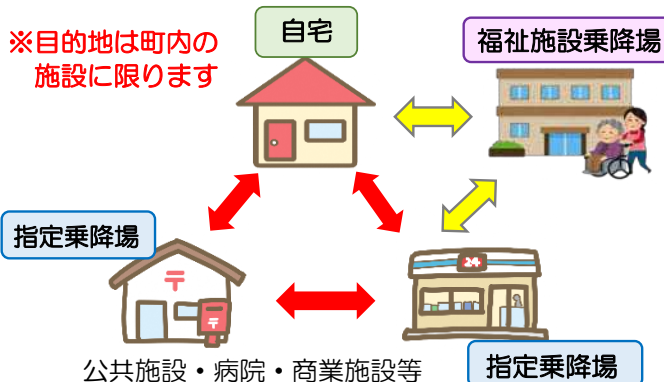 ※目的地は町内の
施設に限ります
自宅
福祉施設乗降場
指定乗降場
〒
〒
24
公共施設・病院・商業施設等
指定乗降場